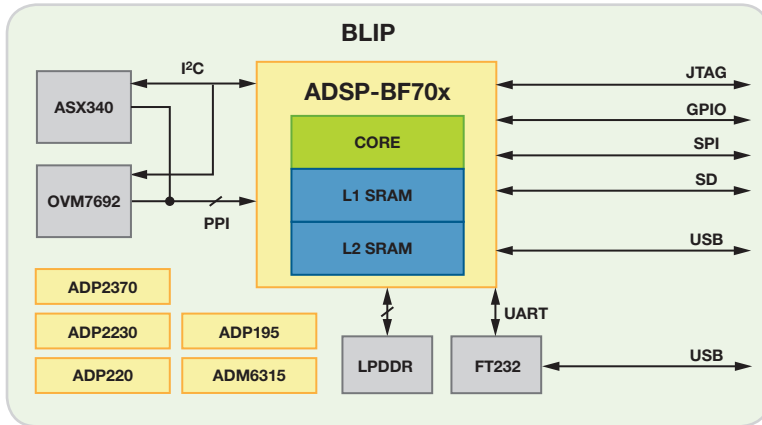 BLIP
I²C
ASX340
ADSP-BF70x
JTAG
GPIO
CORE
SPI
SD
L1 SRAM
OVM7692
PPI
L2 SRAM
USB
ADP2370
ADP2230
ADP195
UART
ADP220
ADM6315
LPDDR
FT232
USB